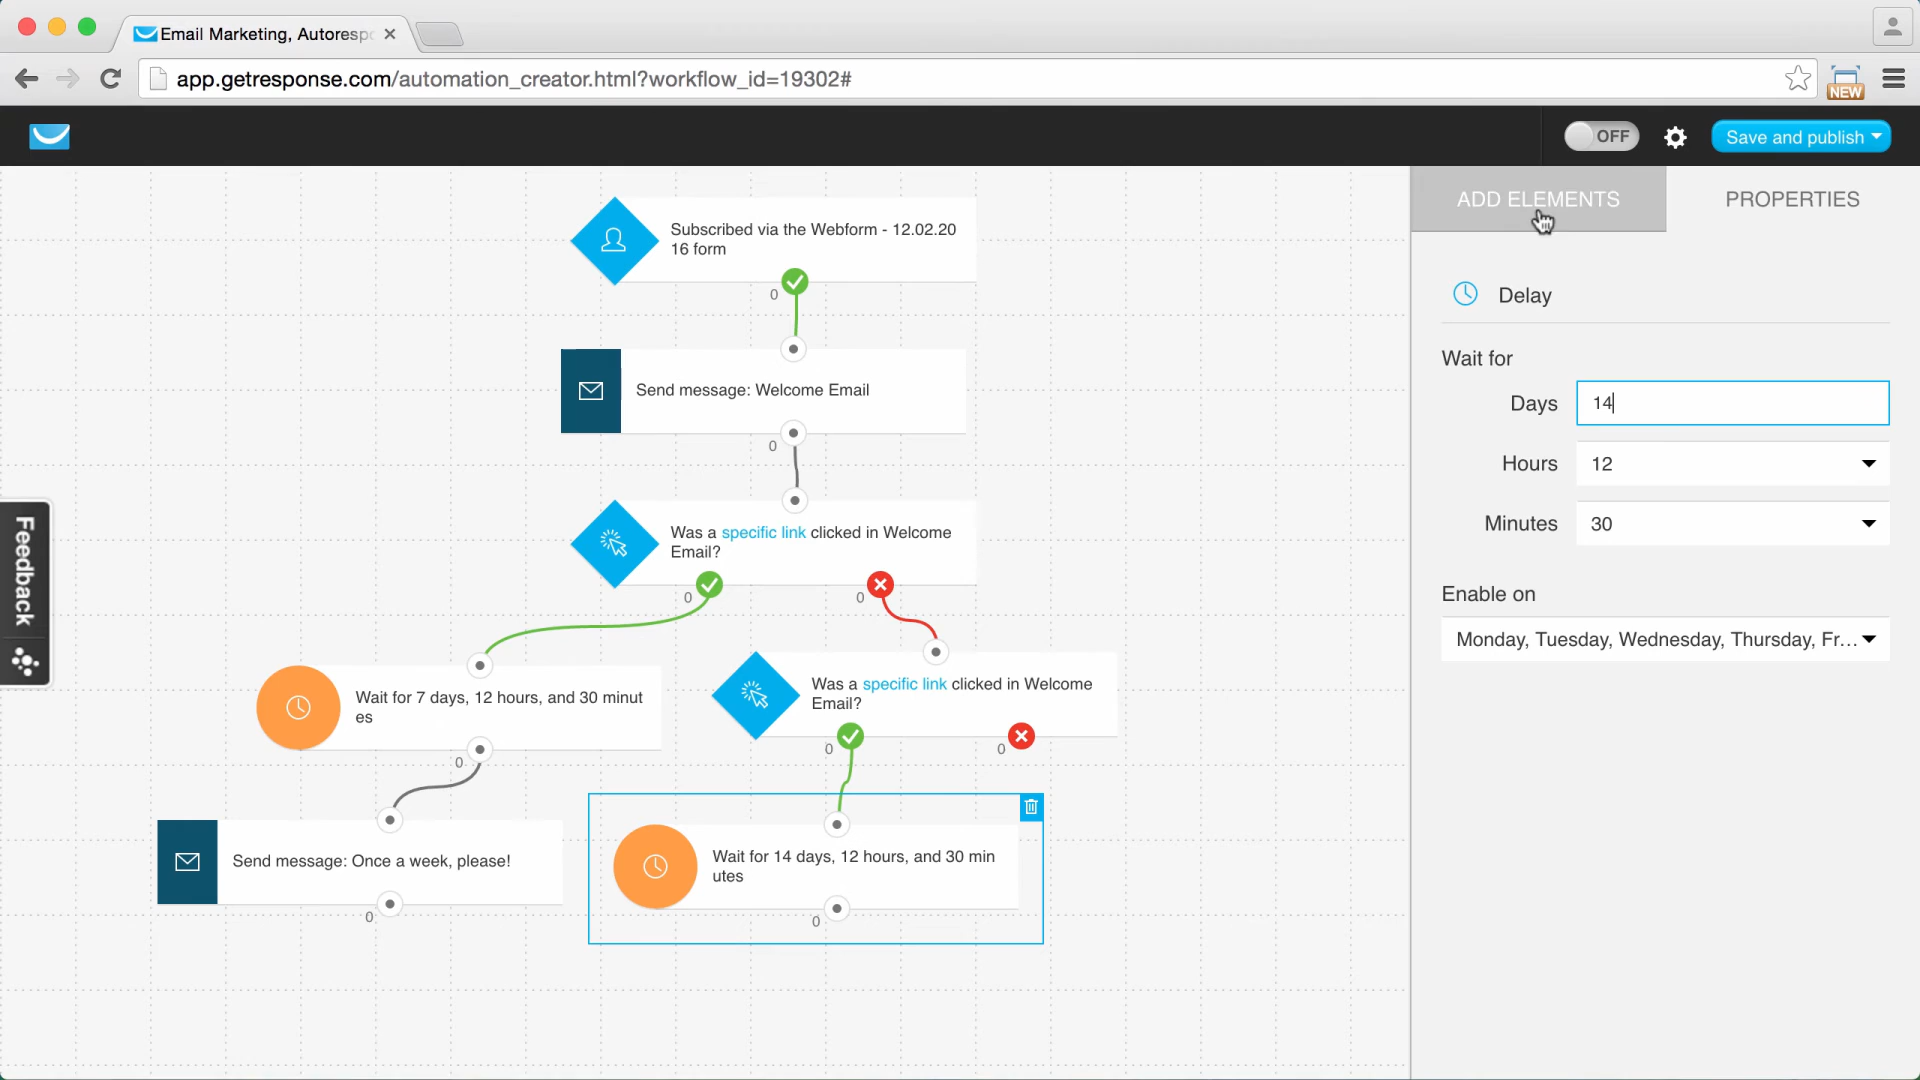 Email Marketing, Autoresp
app.getresponse.com/automation_creator.html?workflow_id=19302#
NEW
OFF
Save and publish
ADD ELEMENTS
PROPERTIES
Subscribed via the Webform - 12.02.20
16 form
0
Send message: Welcome Email
0
Was a specific link clicked in Welcome
Email?
0
0
Wait for 7 days, 12 hours, and 30 minut
es
0
Was a specific link clicked in Welcome
Email?
0
0
Send message: Once a week, please!
0
Wait for 14 days, 12 hours, and 30 min
utes
0
Feedback
Delay
Wait for
Days 14
Hours 12
Minutes 30
Enable on
Monday, Tuesday, Wednesday, Thursday, Fr...